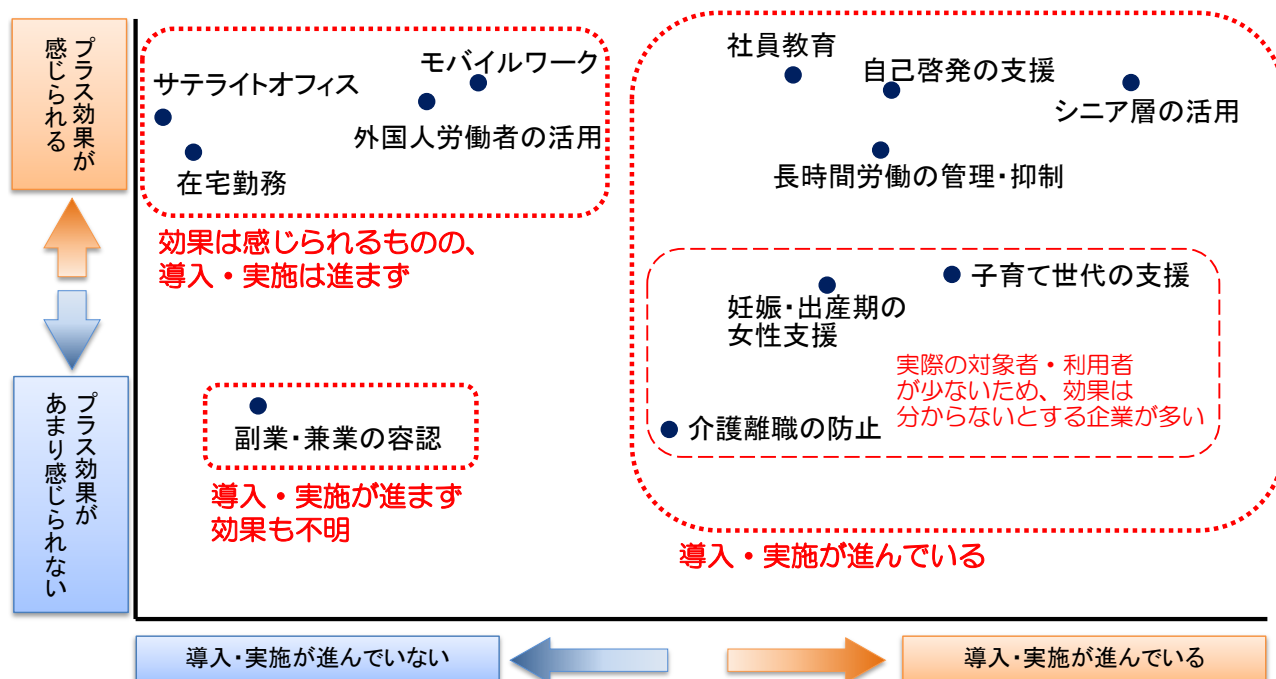 プラス効果が
感じられる
プラス効果が
あまり感じられない
サテライトオフィス
モバイルワーク
外国人労働者の活用
在宅勤務
効果は感じられるものの、
導入・実施は進まず
副業・兼業の容認
導入・実施が進まず
効果も不明
社員教育
自己啓発の支援
シニア層の活用
長時間労働の管理・抑制
子育て世代の支援
妊娠・出産期の
女性支援
実際の対象者・利用者
が少ないため、効果は
分からないとする企業が多い
介護離職の防止
導入・実施が進んでいる
導入・実施が進んでいない
導入・実施が進んでいる